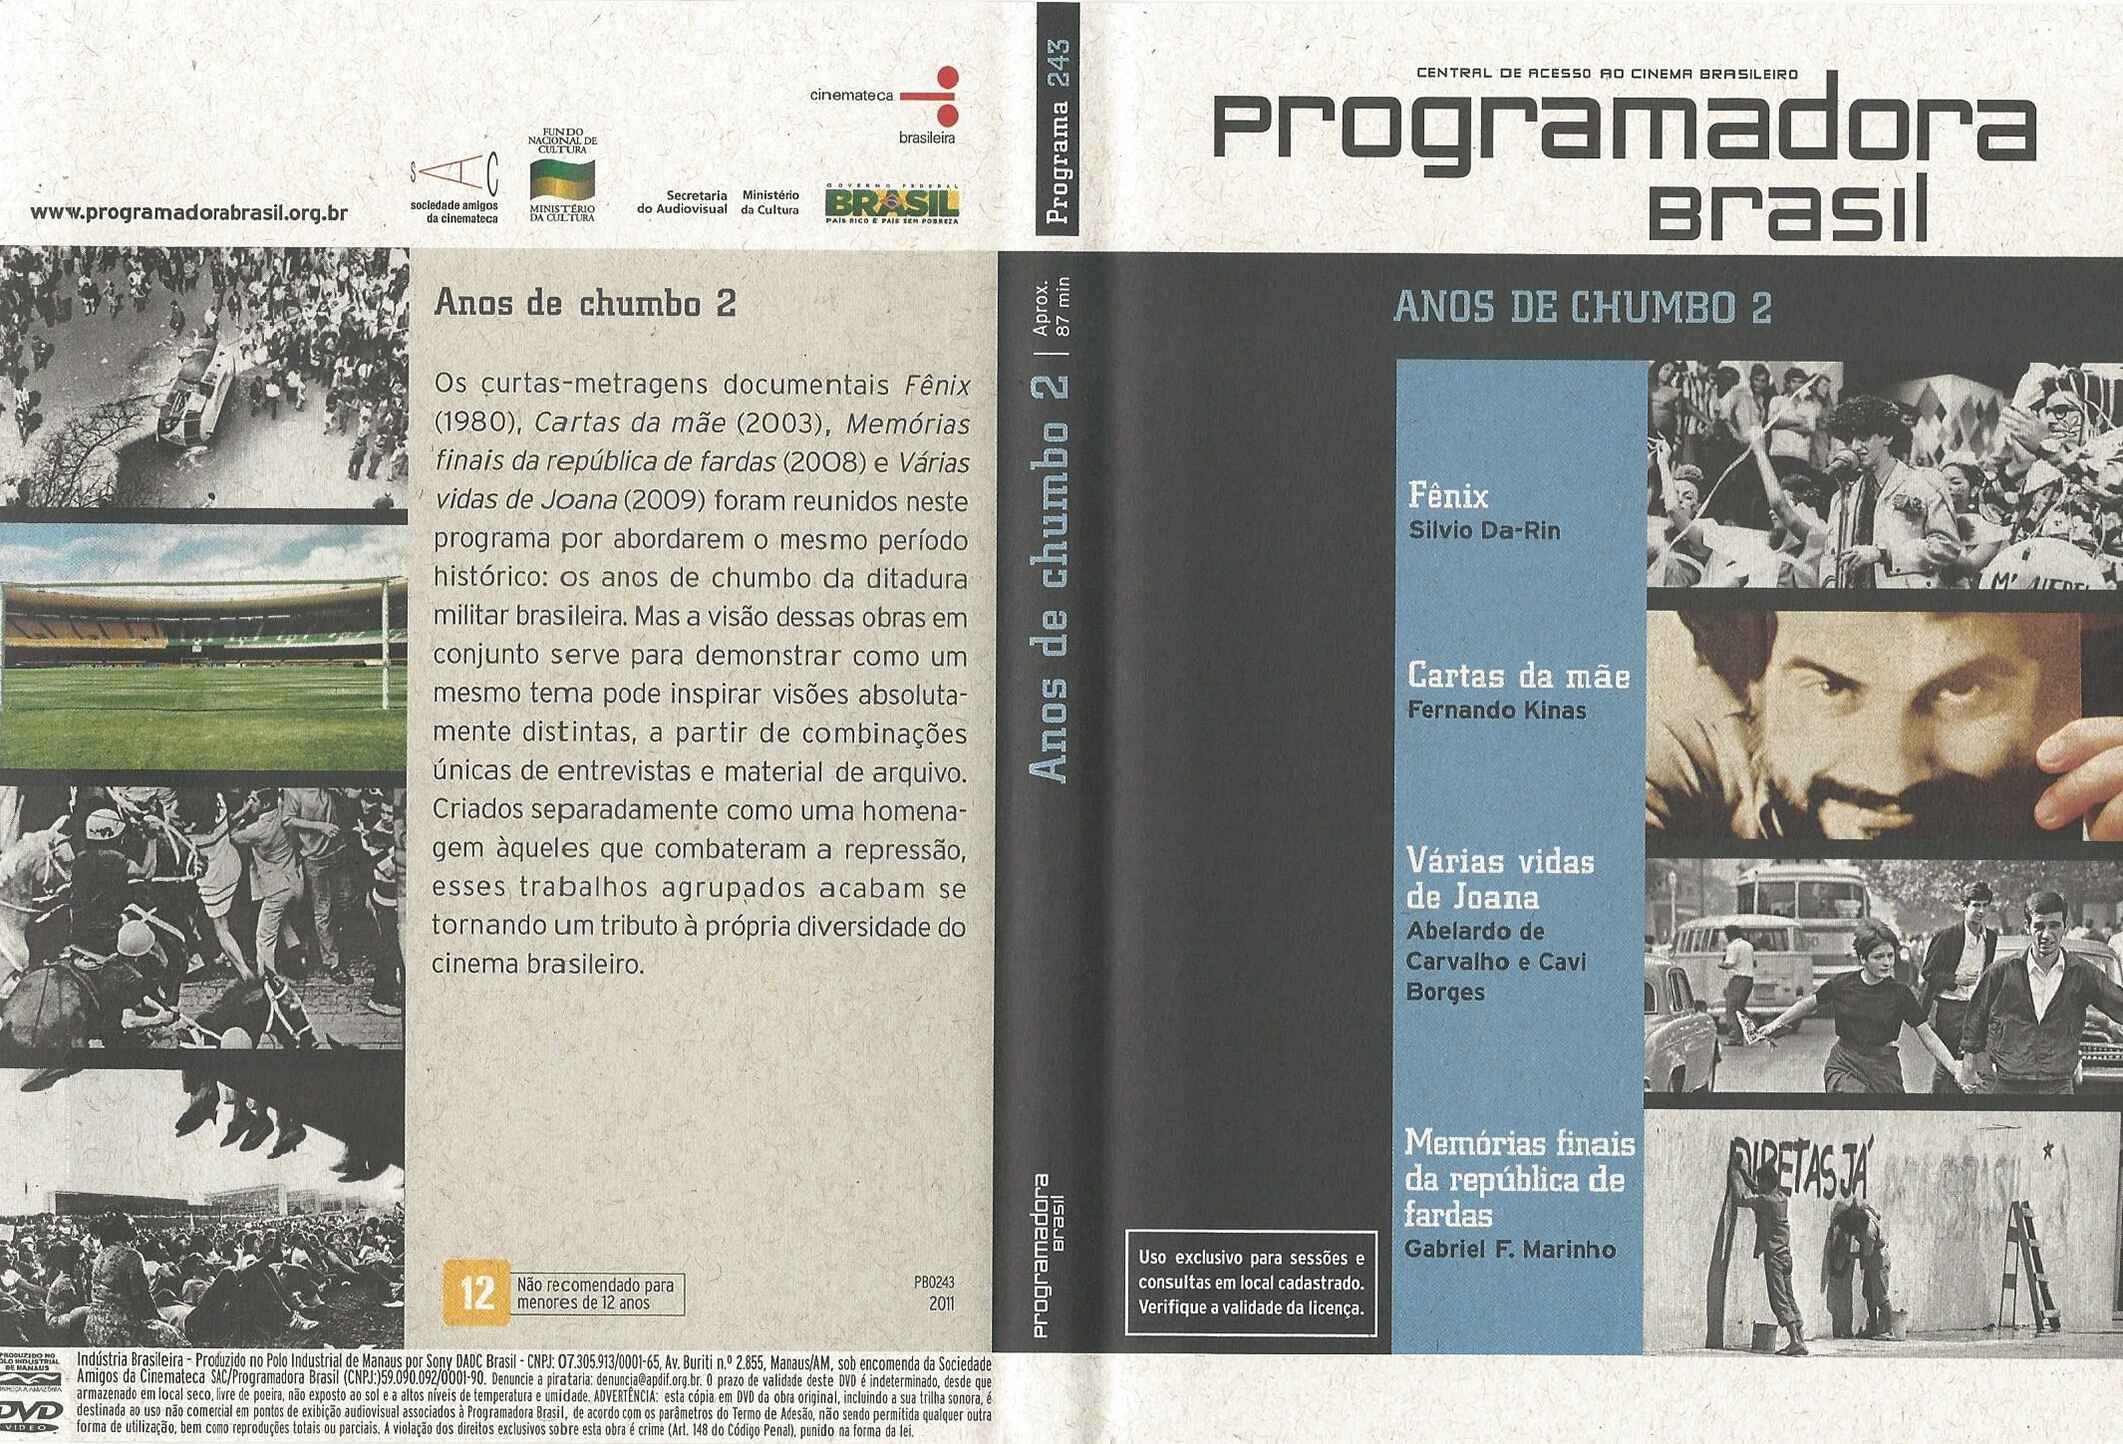 cinemateca
brasileira
SAC
sociedade amigos
da cinemateca
FUNDO
NACIONAL DE
CULTURA
MINISTÉRIO
DA CULTURA
Secretaria
do Audiovisual
Ministério
da Cultura
GOVERNO FEDERAL
BRASIL
PAÍS RICO É PAÍS SEM POBREZA
www.programadorabrasil.org.br
Anos de chumbo 2
Os curtas-metragens documentais Fênix
(1980), Cartas da mãe (2003), Memórias
finais da república de fardas (2008) e Várias
vidas de Joana (2009) foram reunidos neste
programa por abordarem o mesmo período
histórico: os anos de chumbo da ditadura
militar brasileira. Mas a visão dessas obras em
conjunto serve para demonstrar como um
mesmo tema pode inspirar visões absoluta-
mente distintas, a partir de combinações
únicas de entrevistas e material de arquivo.
Criados separadamente como uma homena-
gem àqueles que combateram a repressão,
esses trabalhos agrupados acabam se
tornando um tributo à própria diversidade do
cinema brasileiro.
12
Não recomendado para
menores de 12 anos
PB0243
2011
PRODUZIDO NO
PÓLO INDUSTRIAL
DE MANAUS
CONHEÇA A AMAZÔNIA
DVD
VIDEO
Indústria Brasileira - Produzido no Polo Industrial de Manaus por Sony DADC Brasil - CNPJ: 07.305.913/0001-65, Av. Buriti n.º 2.855, Manaus/AM, sob encomenda da Sociedade
Amigos da Cinemateca SAC/Programadora Brasil (CNPJ:)59.090.092/0001-90. Denuncie a pirataria: denuncia@apdif.org.br. O prazo de validade deste DVD é indeterminado, desde que
armazenado em local seco, livre de poeira, não exposto ao sol e a altos níveis de temperatura e umidade. ADVERTÊNCIA: esta cópia em DVD da obra original, incluindo a sua trilha sonora, é
destinada ao uso não comercial em pontos de exibição audiovisual associados à Programadora Brasil, de acordo com os parâmetros do Termo de Adesão, não sendo permitida qualquer outra
forma de utilização, bem como reproduções totais ou parciais. A violação dos direitos exclusivos sobre esta obra é crime (Art. 148 do Código Penal), punido na forma da lei.
Programa 243
Anos de chumbo 2
Aprox.
87 min
programadora
Brasil
CENTRAL DE ACESSO AO CINEMA BRASILEIRO
programadora
Brasil
ANOS DE CHUMBO 2
Fênix
Silvio Da-Rin
Cartas da mãe
Fernando Kinas
Várias vidas
de Joana
Abelardo de
Carvalho e Cavi
Borges
Memórias finais
da república de
fardas
Gabriel F. Marinho
DIRETAS JÁ
Uso exclusivo para sessões e
consultas em local cadastrado.
Verifique a validade da licença.